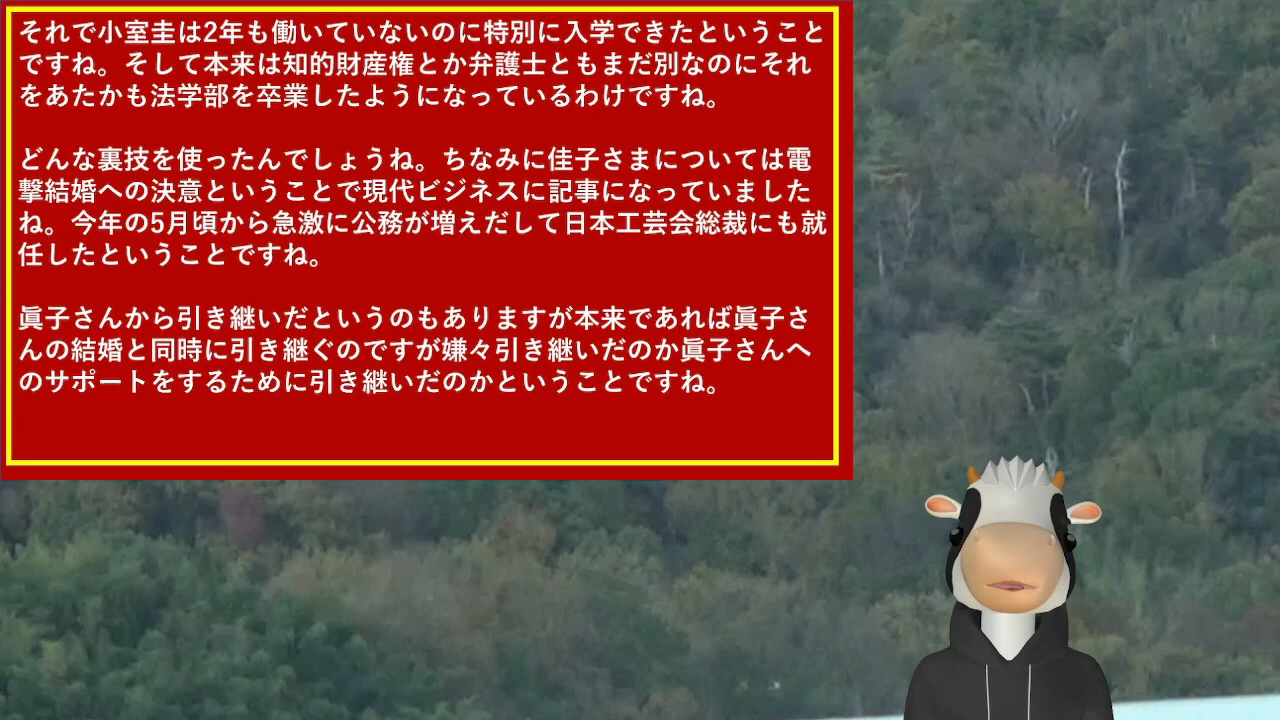 それで小室圭は2年も働いていないのに特別に入学できたということ
ですね。そして本来は知的財産権とか弁護士ともまだ別なのにそれ
をあたかも法学部を卒業したようになっているわけですね。
どんな裏技を使ったんでしょうね。ちなみに佳子さまについては電
撃結婚への決意ということで現代ビジネスに記事になっていました
ね。今年の5月頃から急激に公務が増えだして日本工芸会総裁にも就
任したということですね。
眞子さんから引き継いだというのもありますが本来であれば眞子さ
んの結婚と同時に引き継ぐのですが嫌々引き継いだのか眞子さんへ
のサポートをするために引き継いだのかということですね。